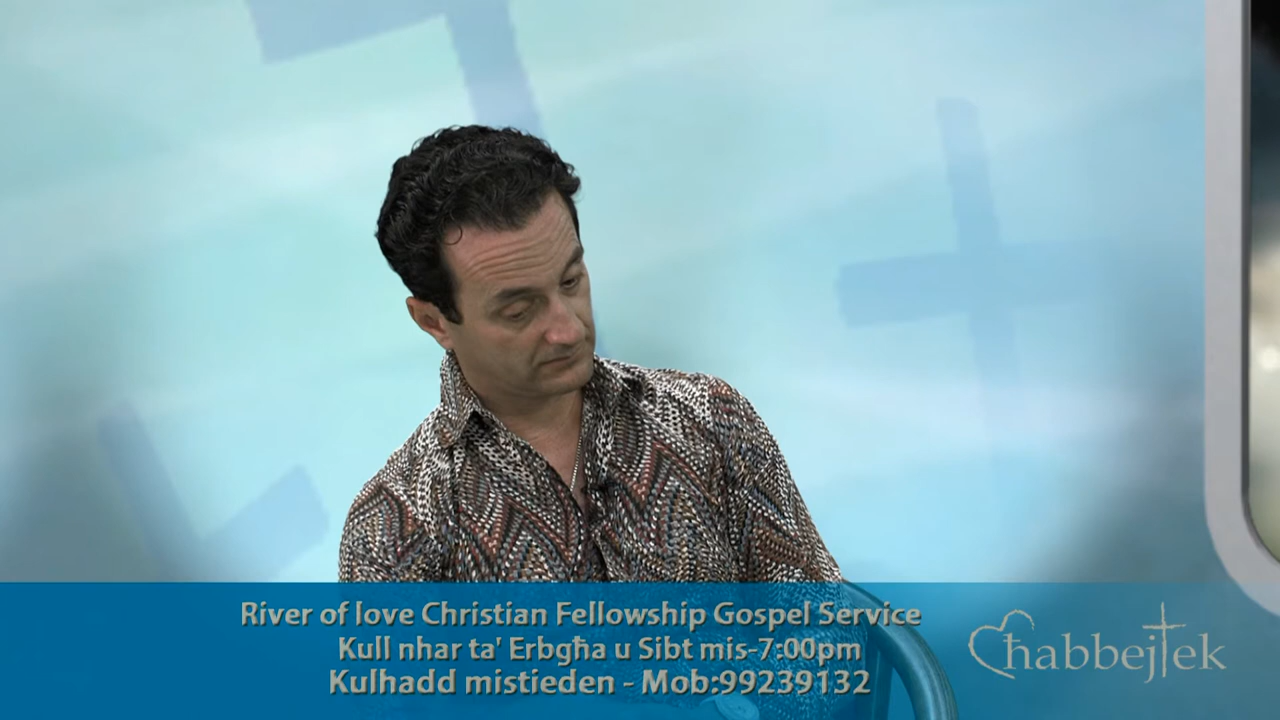 River of love Christian Fellowship Gospel Service
Kull nhar ta' Erbgħa u Sibt mis-7:00pm
Kulhadd mistieden - Mob:99239132
Ħabbejtek